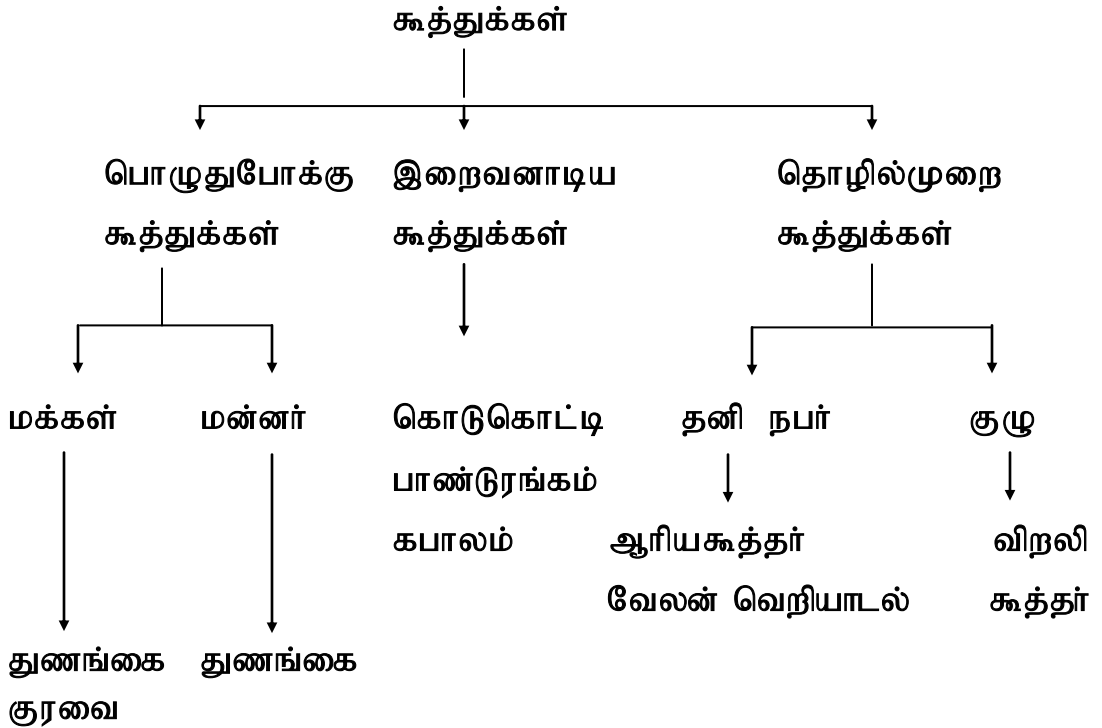 கூத்துக்கள்
பொழுதுபோக்கு இறைவனாடிய தொழில்முறை
கூத்துக்கள் கூத்துக்கள் கூத்துக்கள்
மக்கள் மன்னர் கொடுகொட்டி தனி நபர் குழு
பாண்டுரங்கம்
கபாலம் ஆரியகூத்தர் விறலி
வேலன் வெறியாடல் கூத்தர்
துணங்கை துணங்கை
குரவை